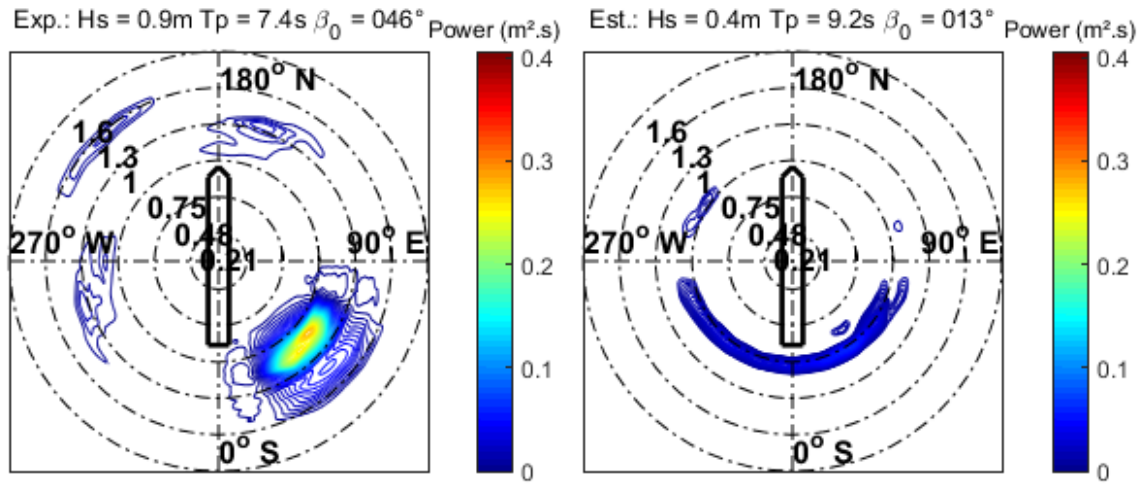 Exp.: Hs = 0.9m Tp = 7.4s β0 = 046° Power (m².s)
180° N
1.6
1.3
1
0.75
270° W
0.48
90° E
0.21
0° S
0.4
0.3
0.2
0.1
0
Est.: Hs = 0.4m Tp = 9.2s β0 = 013° Power (m².s)
180° N
1.6
1.3
1
0.75
270° W
0.48
90° E
0.21
0° S
0.4
0.3
0.2
0.1
0